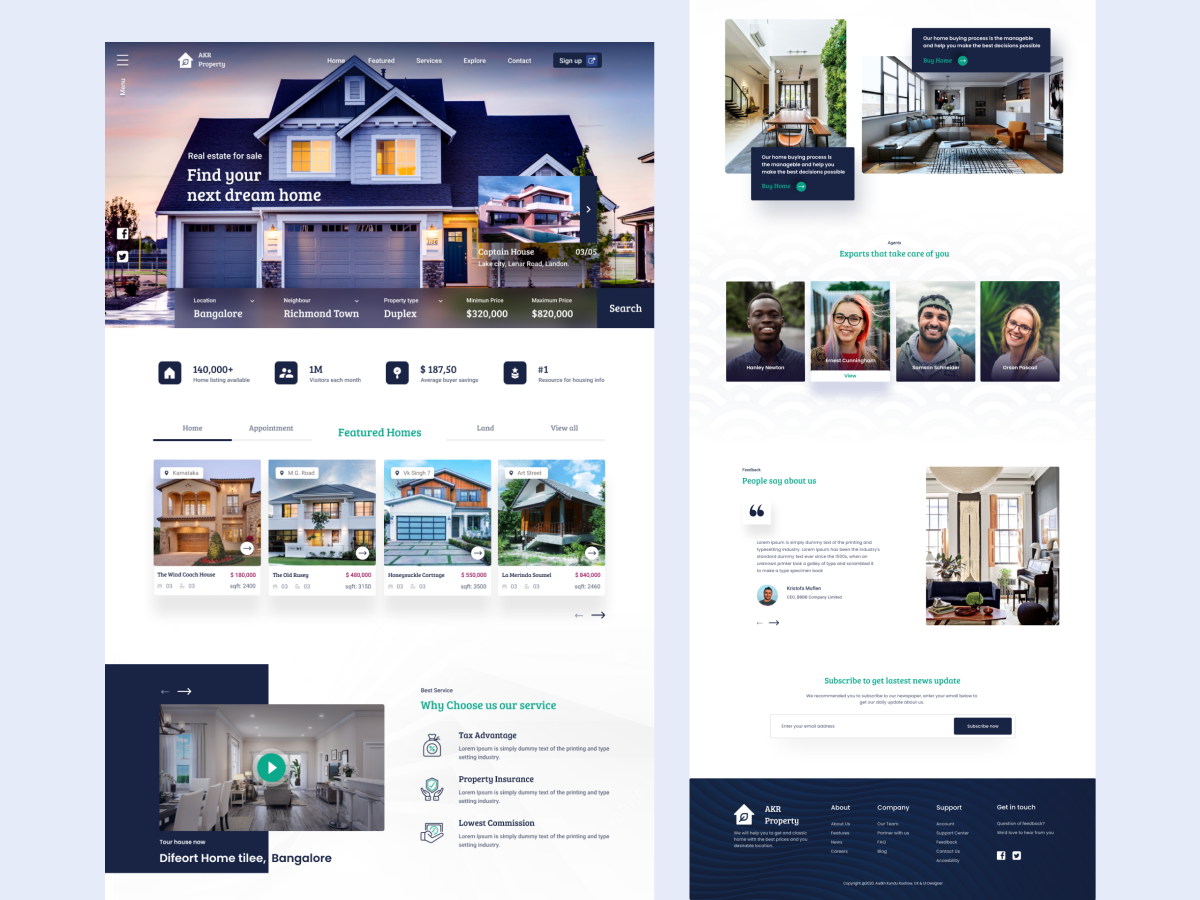 AKR
Property
Home
Featured
Services
Explore
Contact
Sign up
Menu
Real estate for sale
Find your
next dream home
Captain House
03/05
Lake city, Lenar Road, Landon.
Location
Bangalore
Neighbour
Richmond Town
Property type
Duplex
Minimun Price
$320,000
Maximum Price
$820,000
Search
140,000+
Home listing available
1M
Visitors each month
$ 187,50
Average buyer savings
#1
Resource for housing info
Home
Appointment
Featured Homes
Land
View all
Karnataka
M.G. Road
Vk Singh 7
Art Street
The Wind Coach House
$ 180,000
03
03
sqft: 2400
The Old Rusey
$ 480,000
03
03
sqft: 3150
Honeysuckle Corttage
$ 550,000
03
03
sqft: 3500
La Merinda Soumel
$ 840,000
03
03
sqft: 2460
Tour house now
Difeort Home tilee, Bangalore
Best Service
Why Choose us our service
Tax Advantage
Lorem Ipsum is simply dummy text of the printing and type
setting industry.
Property Insurance
Lorem Ipsum is simply dummy text of the printing and type
setting industry.
Lowest Commission
Lorem Ipsum is simply dummy text of the printing and type
setting industry.
Our home buying process is the manageable
and help you make the best decisions possible
Buy Home
Our home buying process is
the manageable and help you
make the best decisions possible
Buy Home
Agents
Exparts that take care of you
Hanley Newton
Ernest Cunningham
View
Samson Schneider
Orson Pascall
Feedback
People say about us
Lorem Ipsum is simply dummy text of the printing and
typesetting industry. Lorem Ipsum has been the industry's
standard dummy text ever since the 1500s, when an
unknown printer took a galley of type and scrambled it
to make a type specimen book
Kristofa Muflen
CEO, BBBB Company Limited
Subscribe to get lastest news update
We recommended you to subscribe to our newspaper, enter your email below to
get our daily update about us.
Enter your email address
Subscribe now
AKR
Property
We will help you to get and classic
home with the best prices and you
desirable location.
About
About Us
Features
News
Careers
Company
Our Team
Partner with us
FAQ
Blog
Support
Account
Support Center
Feedback
Contact Us
Accesibility
Get in touch
Question of feedback?
We'd love to hear from you
Copyright @2020. Austin Kundu Rudlow, UX & UI Designer